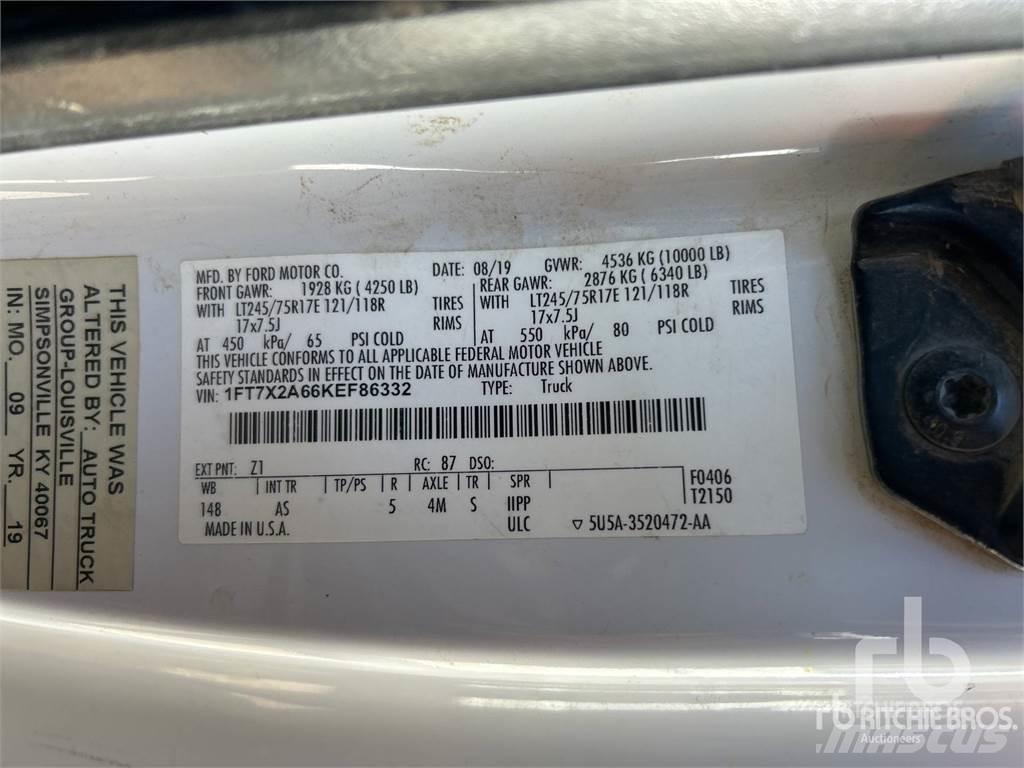 MFD. BY FORD MOTOR CO.
DATE: 08/19
GVWR: 4536 KG (10000 LB)
FRONT GAWR: 1928 KG ( 4250 LB)
REAR GAWR: 2876 KG ( 6340 LB)
WITH LT245/75R17E 121/118R TIRES
WITH LT245/75R17E 121/118R TIRES
17x7.5J RIMS
17x7.5J RIMS
AT 450 kPa/ 65 PSI COLD
AT 550 kPa/ 80 PSI COLD
THIS VEHICLE CONFORMS TO ALL APPLICABLE FEDERAL MOTOR VEHICLE
SAFETY STANDARDS IN EFFECT ON THE DATE OF MANUFACTURE SHOWN ABOVE.
VIN: 1FT7X2A66KEF86332
TYPE: Truck
EXT PNT: Z1 RC: 87 DSO:
WB INT TR TP/PS R AXLE TR SPR F0406
T2150
148 AS 5 4M S IIPP
MADE IN U.S.A. ULC 5U5A-3520472-AA
THIS VEHICLE WAS
ALTERED BY: AUTO TRUCK
GROUP-LOUISVILLE
SIMPSONVILLE KY 40067
IN: MO. 09 YR. 19
rb
rb RITCHIE BROS.
Auctioneers
mascus